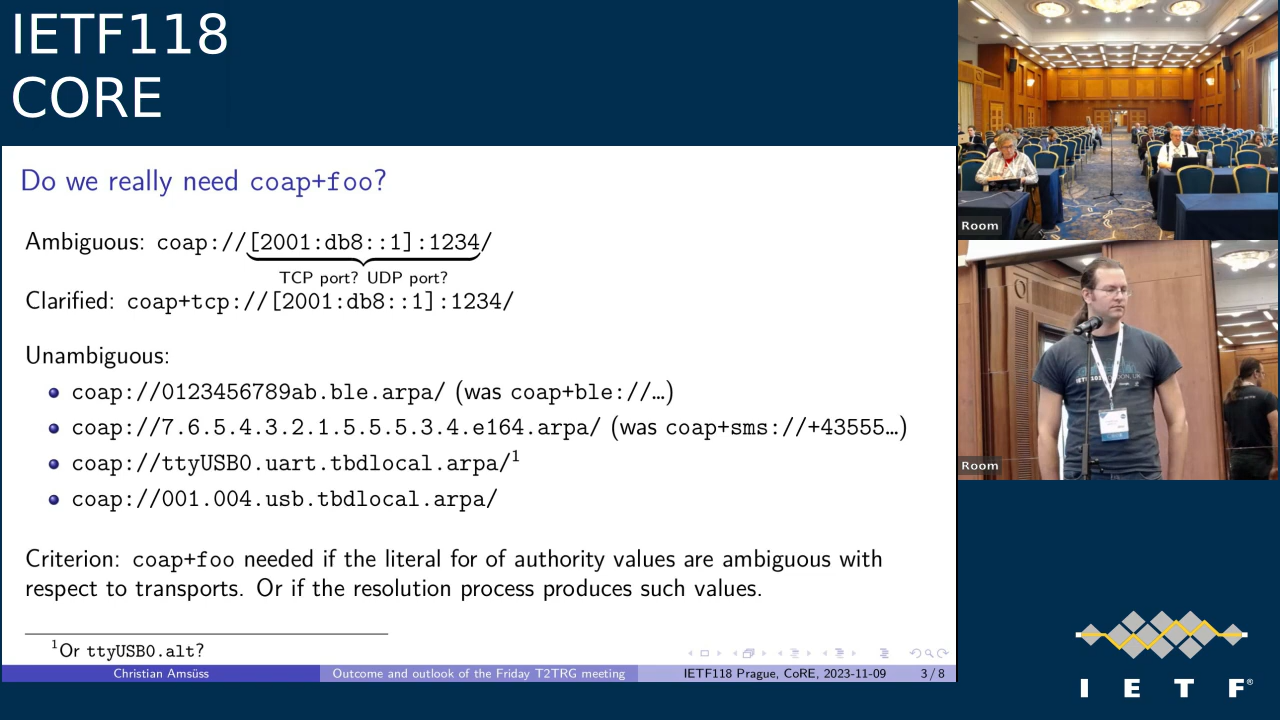 IETF118
CORE
Do we really need coap+foo?
Ambiguous: coap://[2001:db8::1]:1234/
TCP port? UDP port?
Clarified: coap+tcp://[2001:db8::1]:1234/
Unambiguous:
coap://0123456789ab.ble.arpa/ (was coap+ble://…)
coap://7.6.5.4.3.2.1.5.5.5.3.4.e164.arpa/ (was coap+sms://+43555…)
coap://ttyUSB0.uart.tbdlocal.arpa/1
coap://001.004.usb.tbdlocal.arpa/
Criterion: coap+foo needed if the literal for of authority values are ambiguous with
respect to transports. Or if the resolution process produces such values.
1Or ttyUSB0.alt?
Christian Amsüss
Outcome and outlook of the Friday T2TRG meeting
IETF118 Prague, CoRE, 2023-11-09
3 / 8
Room
Room
I E T F®